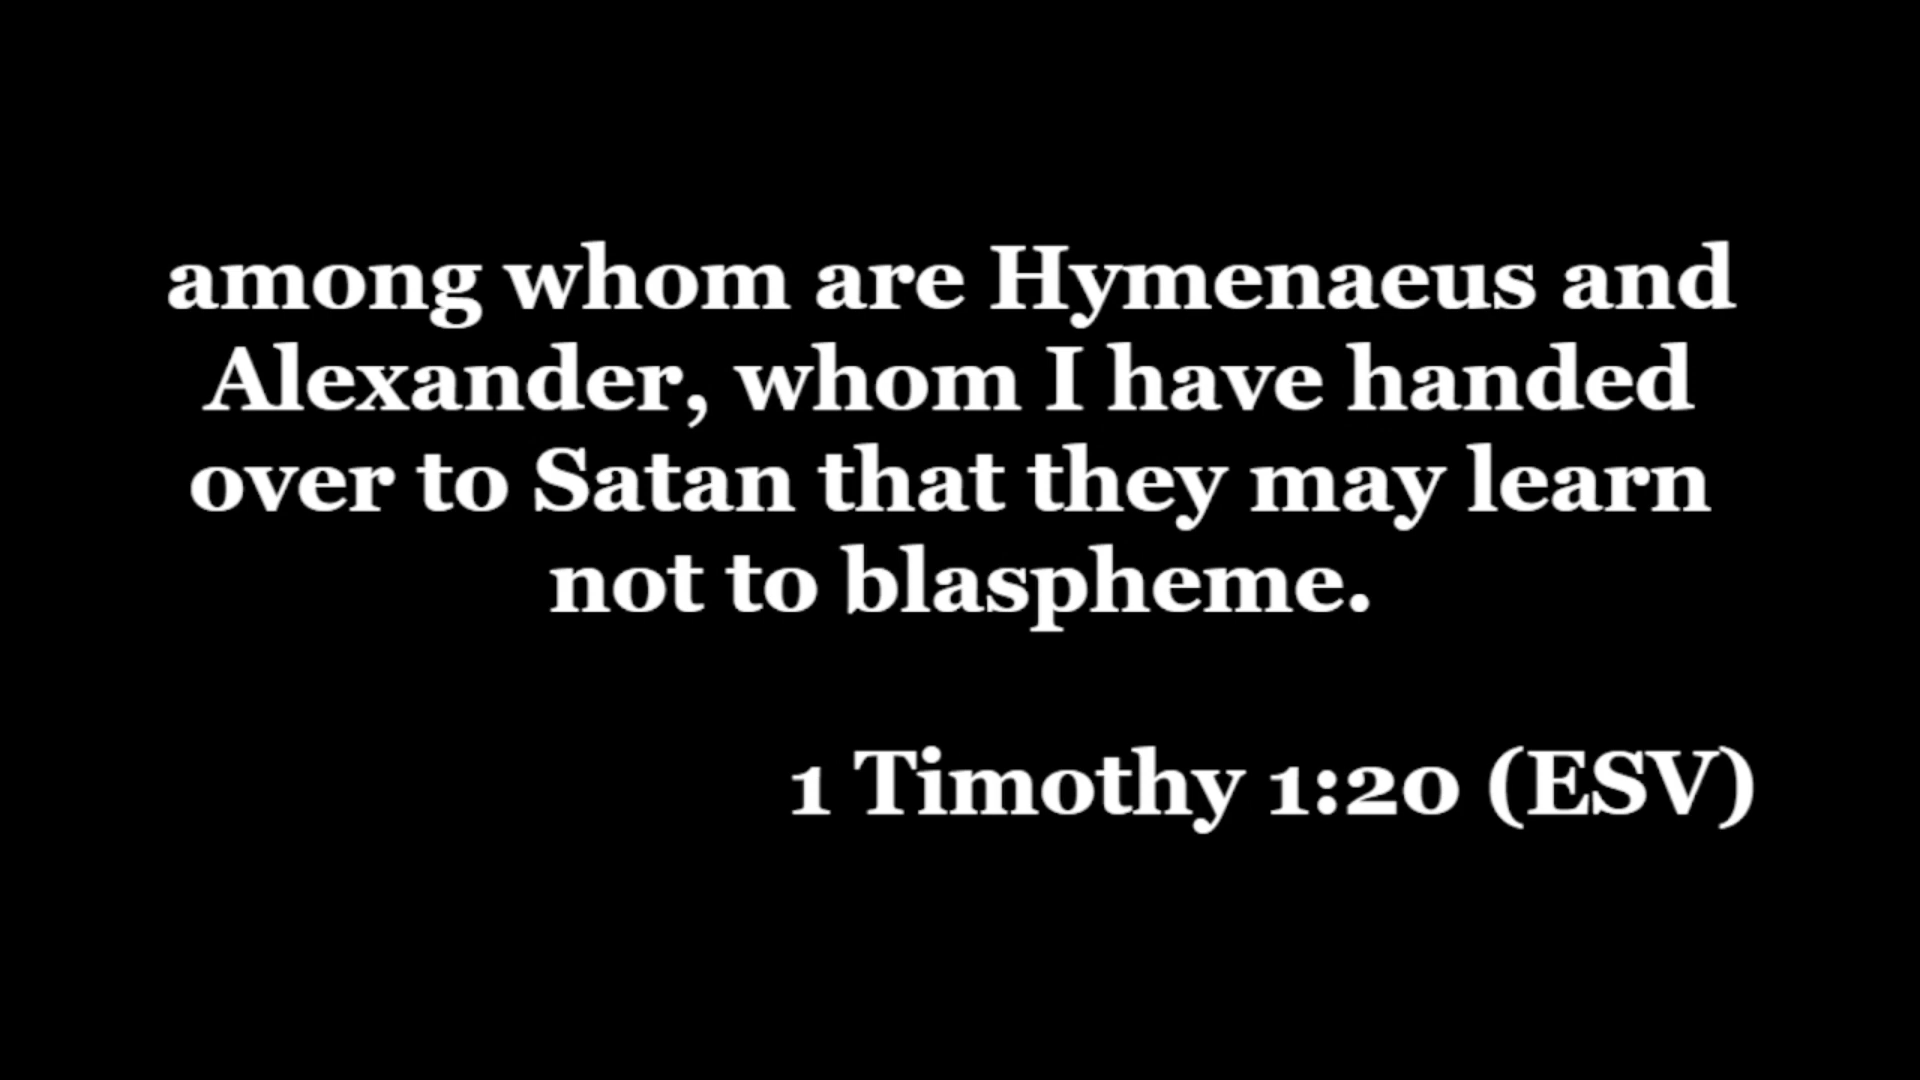 among whom are Hymenaeus and
Alexander, whom I have handed
over to Satan that they may learn
not to blaspheme.
1 Timothy 1:20 (ESV)